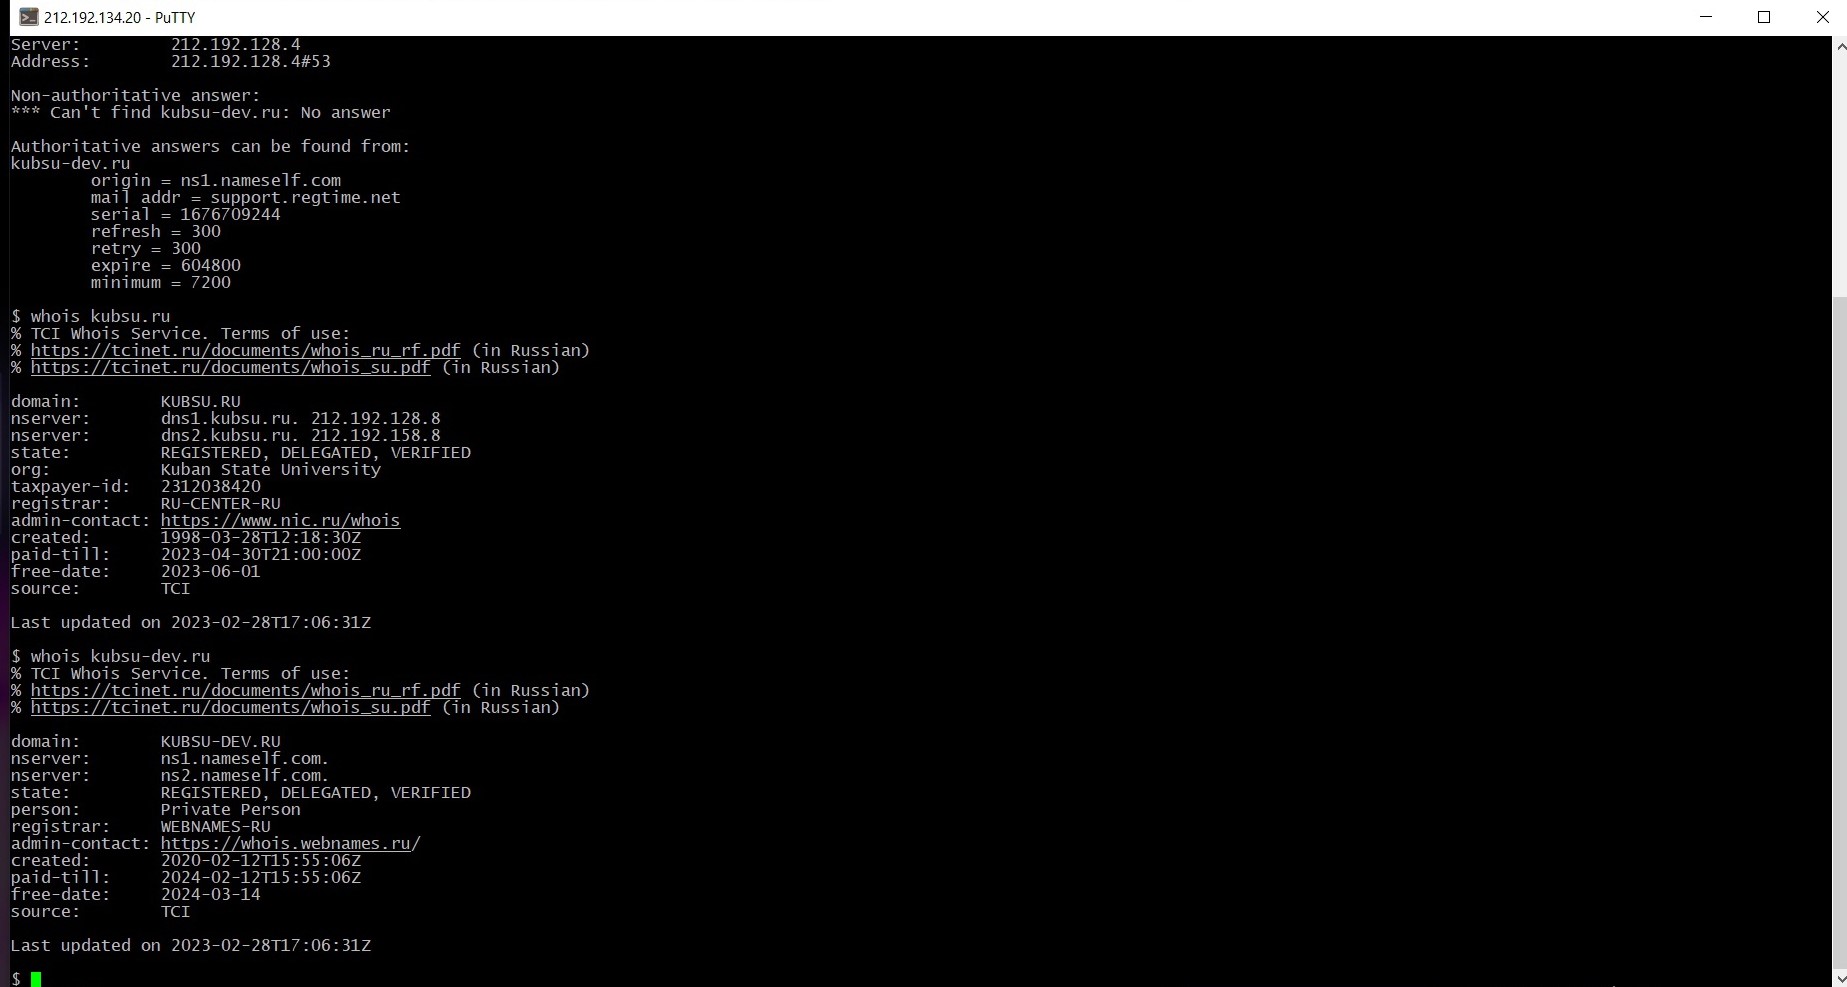 212.192.134.20 - PuTTY
Server:         212.192.128.4
Address:        212.192.128.4#53
Non-authoritative answer:
*** Can't find kubsu-dev.ru: No answer
Authoritative answers can be found from:
kubsu-dev.ru
        origin = ns1.nameself.com
        mail addr = support.regtime.net
        serial = 1676709244
        refresh = 300
        retry = 300
        expire = 604800
        minimum = 7200
$ whois kubsu.ru
% TCI Whois Service. Terms of use:
% https://tcinet.ru/documents/whois_ru_rf.pdf (in Russian)
% https://tcinet.ru/documents/whois_su.pdf (in Russian)
domain:        KUBSU.RU
nserver:       dns1.kubsu.ru. 212.192.128.8
nserver:       dns2.kubsu.ru. 212.192.158.8
state:         REGISTERED, DELEGATED, VERIFIED
org:           Kuban State University
taxpayer-id:   2312038420
registrar:     RU-CENTER-RU
admin-contact: https://www.nic.ru/whois
created:       1998-03-28T12:18:30Z
paid-till:     2023-04-30T21:00:00Z
free-date:     2023-06-01
source:        TCI
Last updated on 2023-02-28T17:06:31Z
$ whois kubsu-dev.ru
% TCI Whois Service. Terms of use:
% https://tcinet.ru/documents/whois_ru_rf.pdf (in Russian)
% https://tcinet.ru/documents/whois_su.pdf (in Russian)
domain:        KUBSU-DEV.RU
nserver:       ns1.nameself.com.
nserver:       ns2.nameself.com.
state:         REGISTERED, DELEGATED, VERIFIED
person:        Private Person
registrar:     WEBNAMES-RU
admin-contact: https://whois.webnames.ru/
created:       2020-02-12T15:55:06Z
paid-till:     2024-02-12T15:55:06Z
free-date:     2024-03-14
source:        TCI
Last updated on 2023-02-28T17:06:31Z
$